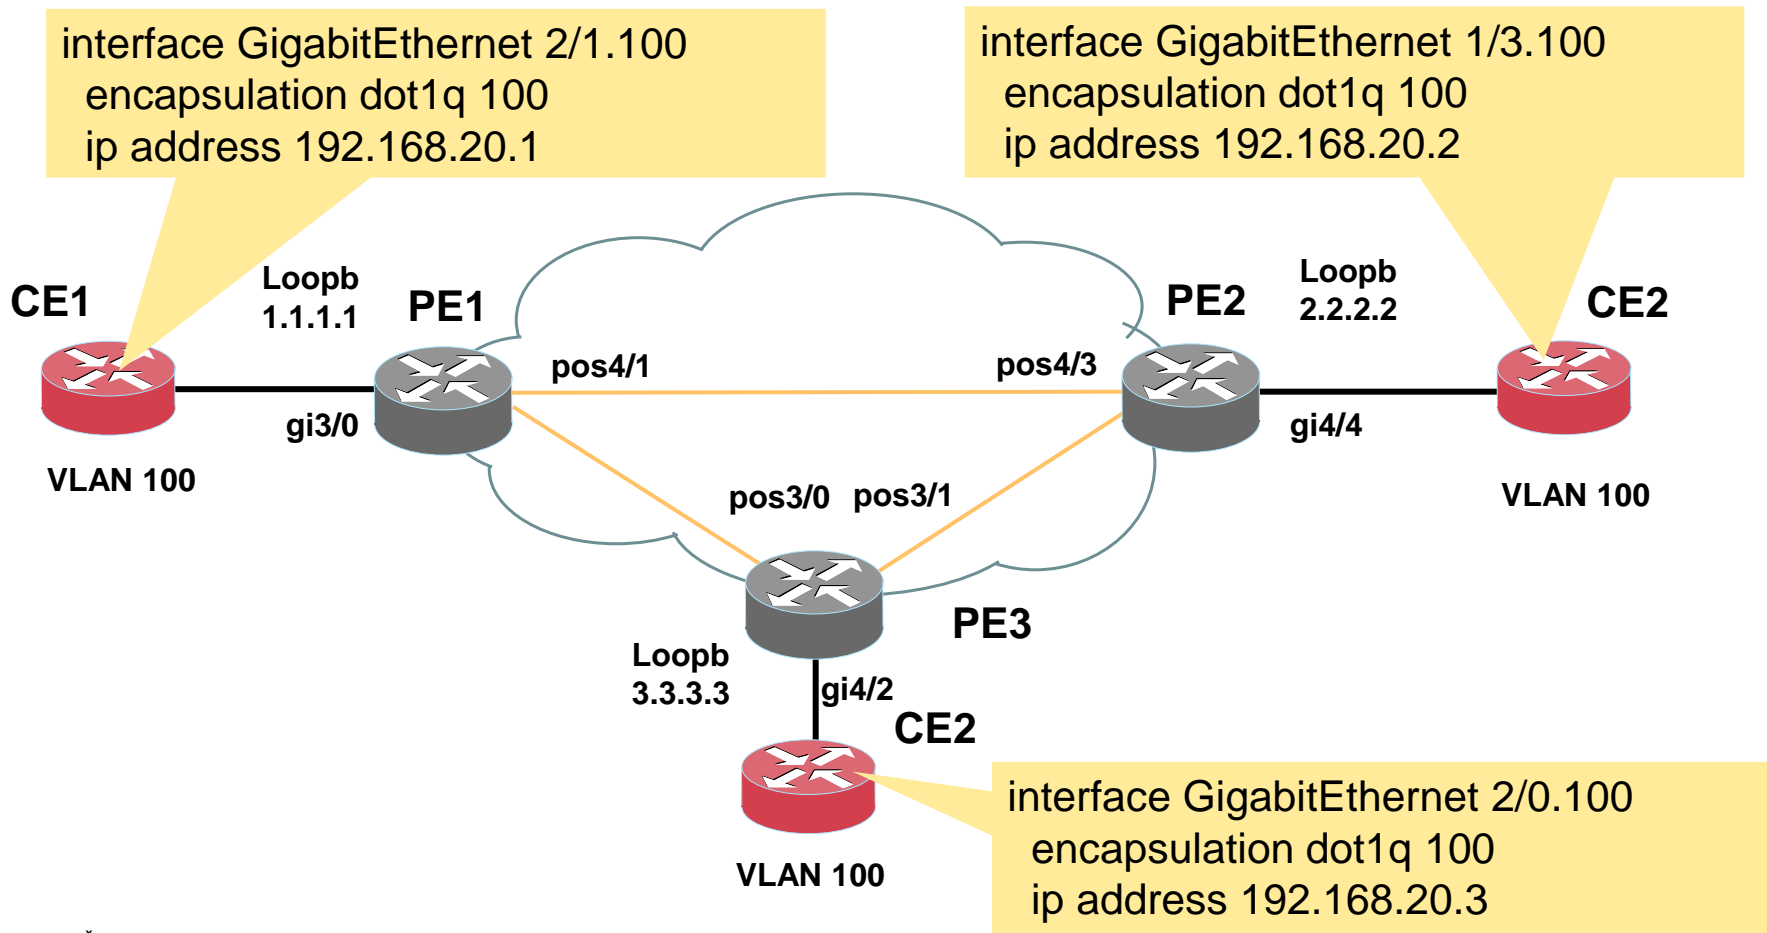 interface GigabitEthernet 2/1.100
encapsulation dot1q 100
ip address 192.168.20.1
interface GigabitEthernet 1/3.100
encapsulation dot1q 100
ip address 192.168.20.2
CE1
Loopb
1.1.1.1
PE1
PE2
Loopb
2.2.2.2
CE2
pos4/1
pos4/3
gi3/0
gi4/4
VLAN 100
pos3/0
pos3/1
VLAN 100
PE3
Loopb
3.3.3.3
gi4/2
CE2
VLAN 100
interface GigabitEthernet 2/0.100
encapsulation dot1q 100
ip address 192.168.20.3